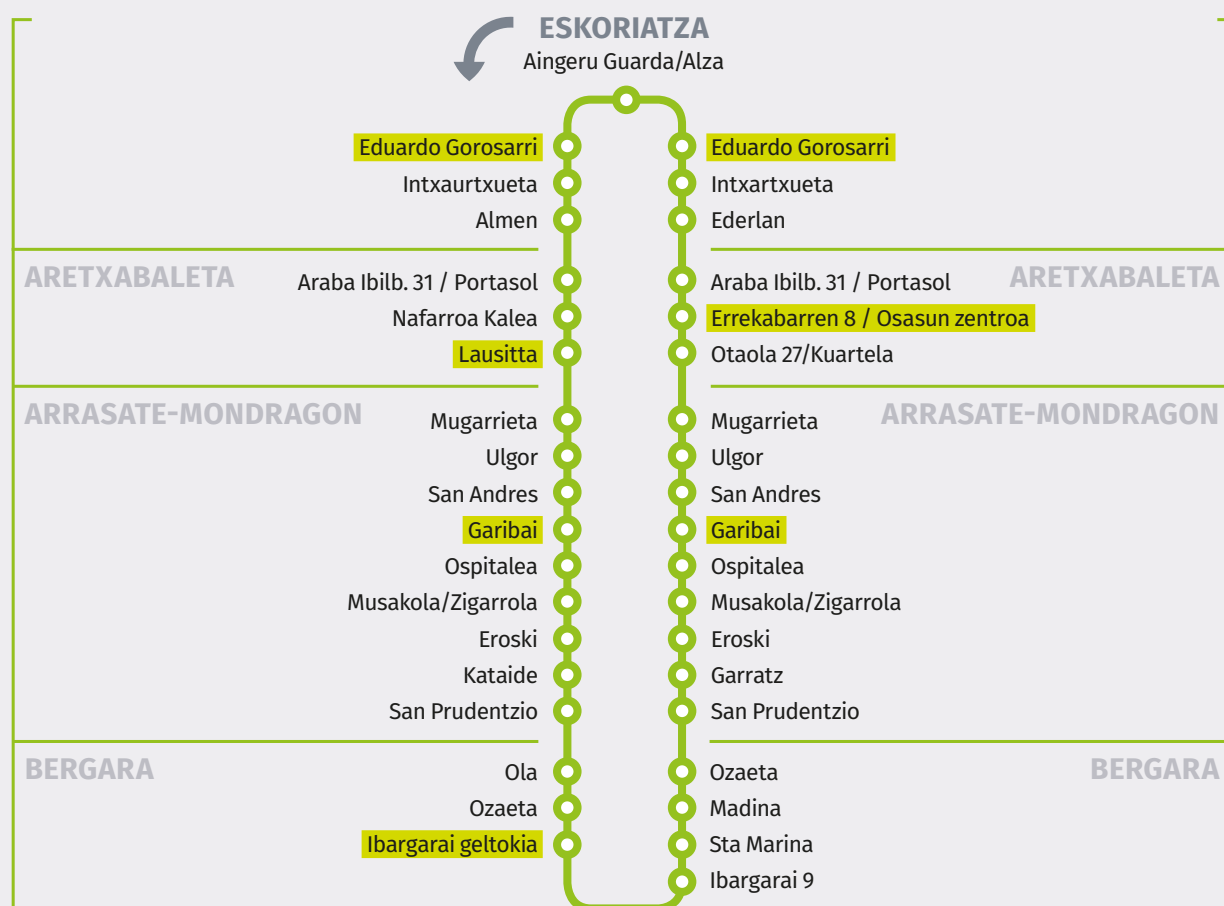 ESKORIATZA
Aingeru Guarda/Alza
Eduardo Gorosarri
Intxaurtxueta
Almen
Eduardo Gorosarri
Intxartxueta
Ederlan
ARETXABALETA
Araba Ibilb. 31 / Portasol
Nafarroa Kalea
Lausitta
Araba Ibilb. 31 / Portasol
Errekabarren 8 / Osasun zentroa
Otaola 27/Kuartela
ARETXABALETA
ARRASATE-MONDRAGON
Mugarrieta
Ulgor
San Andres
Garibai
Ospitalea
Musakola/Zigarrola
Eroski
Kataide
San Prudentzio
Mugarrieta
Ulgor
San Andres
Garibai
Ospitalea
Musakola/Zigarrola
Eroski
Garratz
San Prudentzio
ARRASATE-MONDRAGON
BERGARA
Ola
Ozaeta
Ibargarai geltokia
Ozaeta
Madina
Sta Marina
Ibargarai 9
BERGARA